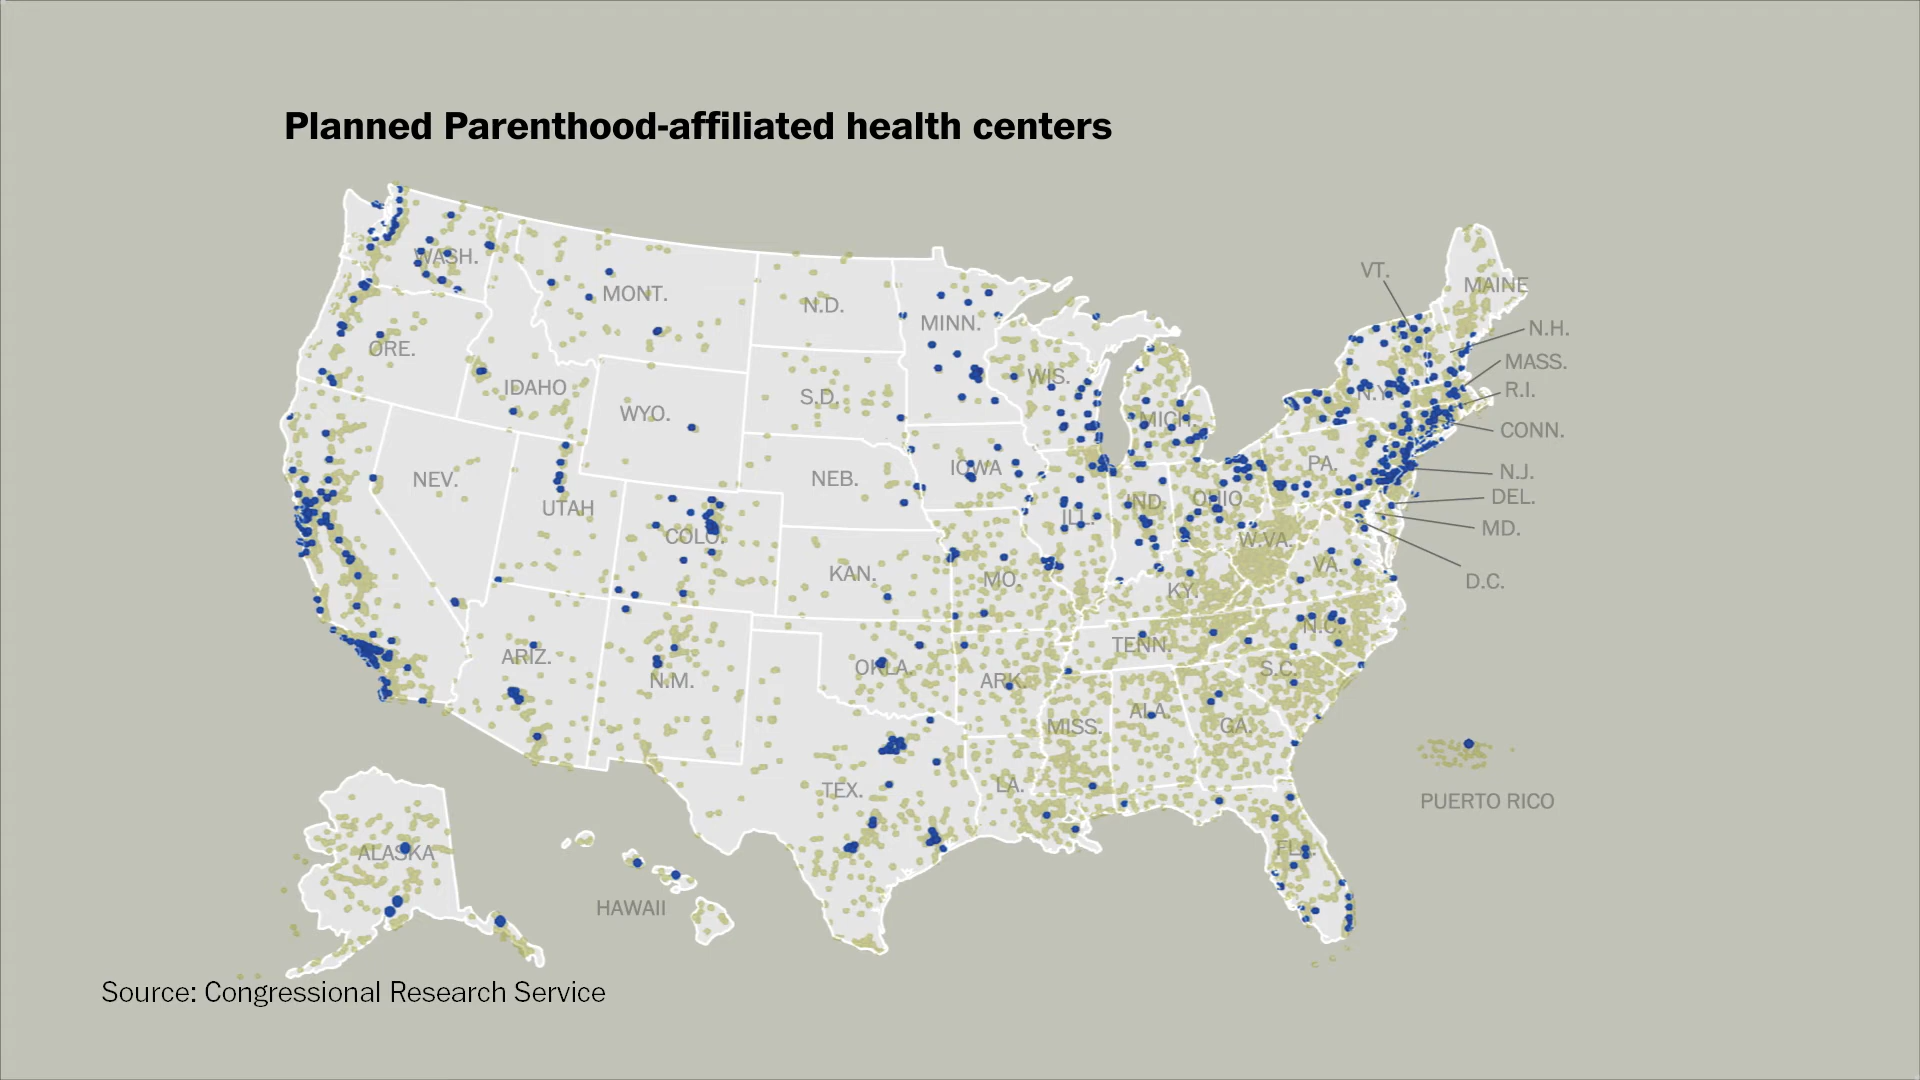 Planned Parenthood-affiliated health centers
WASH.
MONT.
N.D.
MINN.
VT.
MAINE
N.H.
MASS.
R.I.
CONN.
N.J.
DEL.
MD.
D.C.
ORE.
IDAHO
WYO.
S.D.
WIS.
MICH.
N.Y.
NEV.
UTAH
COLO.
NEB.
IOWA
ILL.
IND.
OHIO
PA.
W.VA.
VA.
KAN.
MO.
KY.
ARIZ.
N.M.
OKLA.
ARK.
TENN.
N.C.
S.C.
MISS.
ALA.
GA.
TEX.
LA.
FLA.
PUERTO RICO
ALASKA
HAWAII
Source: Congressional Research Service